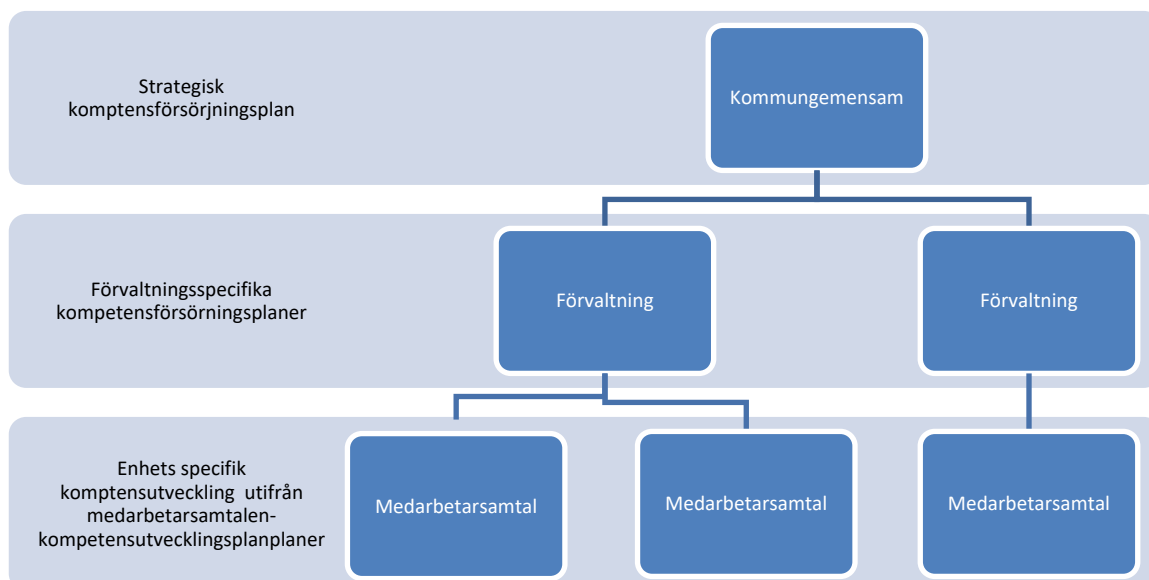 Strategisk
komptensförsörjningsplan
Kommungemensam
Förvaltningsspecifika
kompetensförsörningsplaner
Förvaltning
Förvaltning
Enhets specifik
komptensutveckling utifrån
medarbetarsamtalen-
kompetensutvecklingsplanplaner
Medarbetarsamtal
Medarbetarsamtal
Medarbetarsamtal